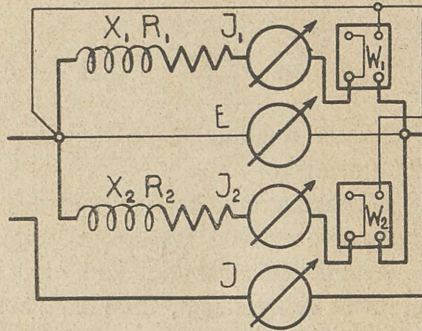 X₁ R₁ J₁ W₁
E
X₂ R₂ J₂ W₂
J